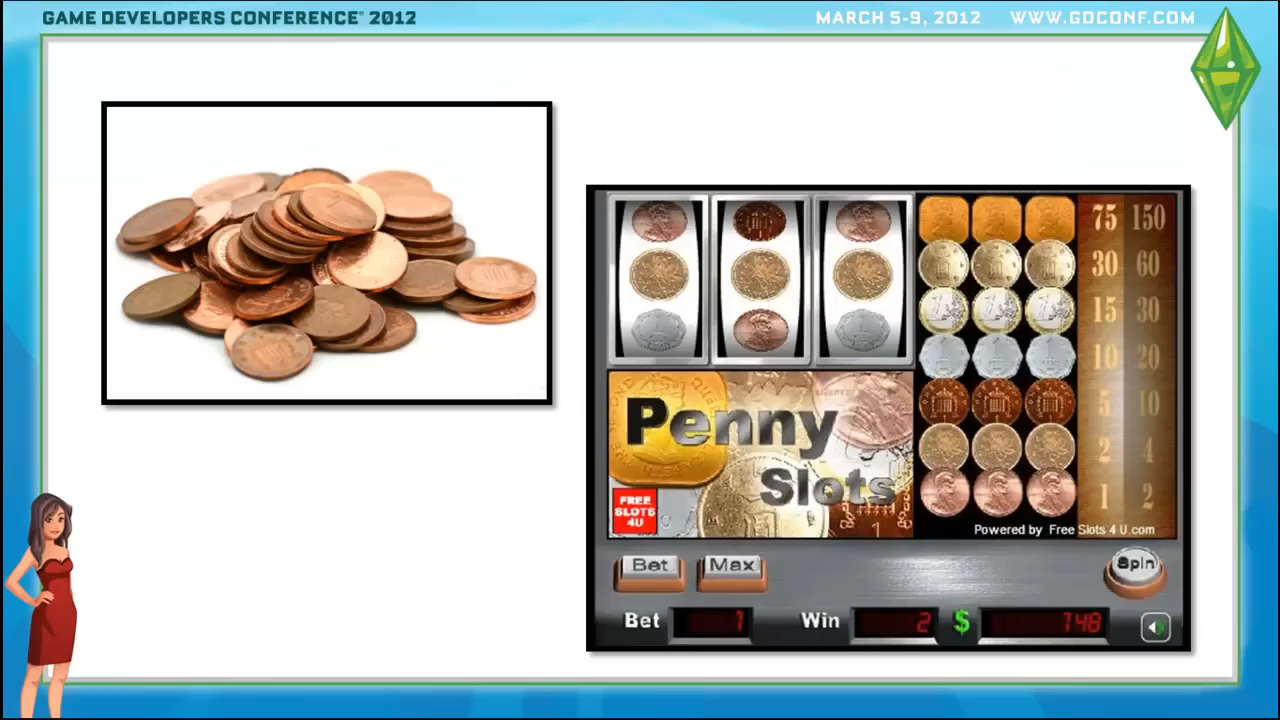 GAME DEVELOPERS CONFERENCE® 2012
MARCH 5-9, 2012 WWW.GDCONF.COM
75 150
30 60
15 30
10 20
5 10
2 4
1 2
Penny
Slots
FREE
SLOTS
4U
Powered by Free Slots 4 U.com
Bet Max Spin
Bet 1 Win 2 $ 748